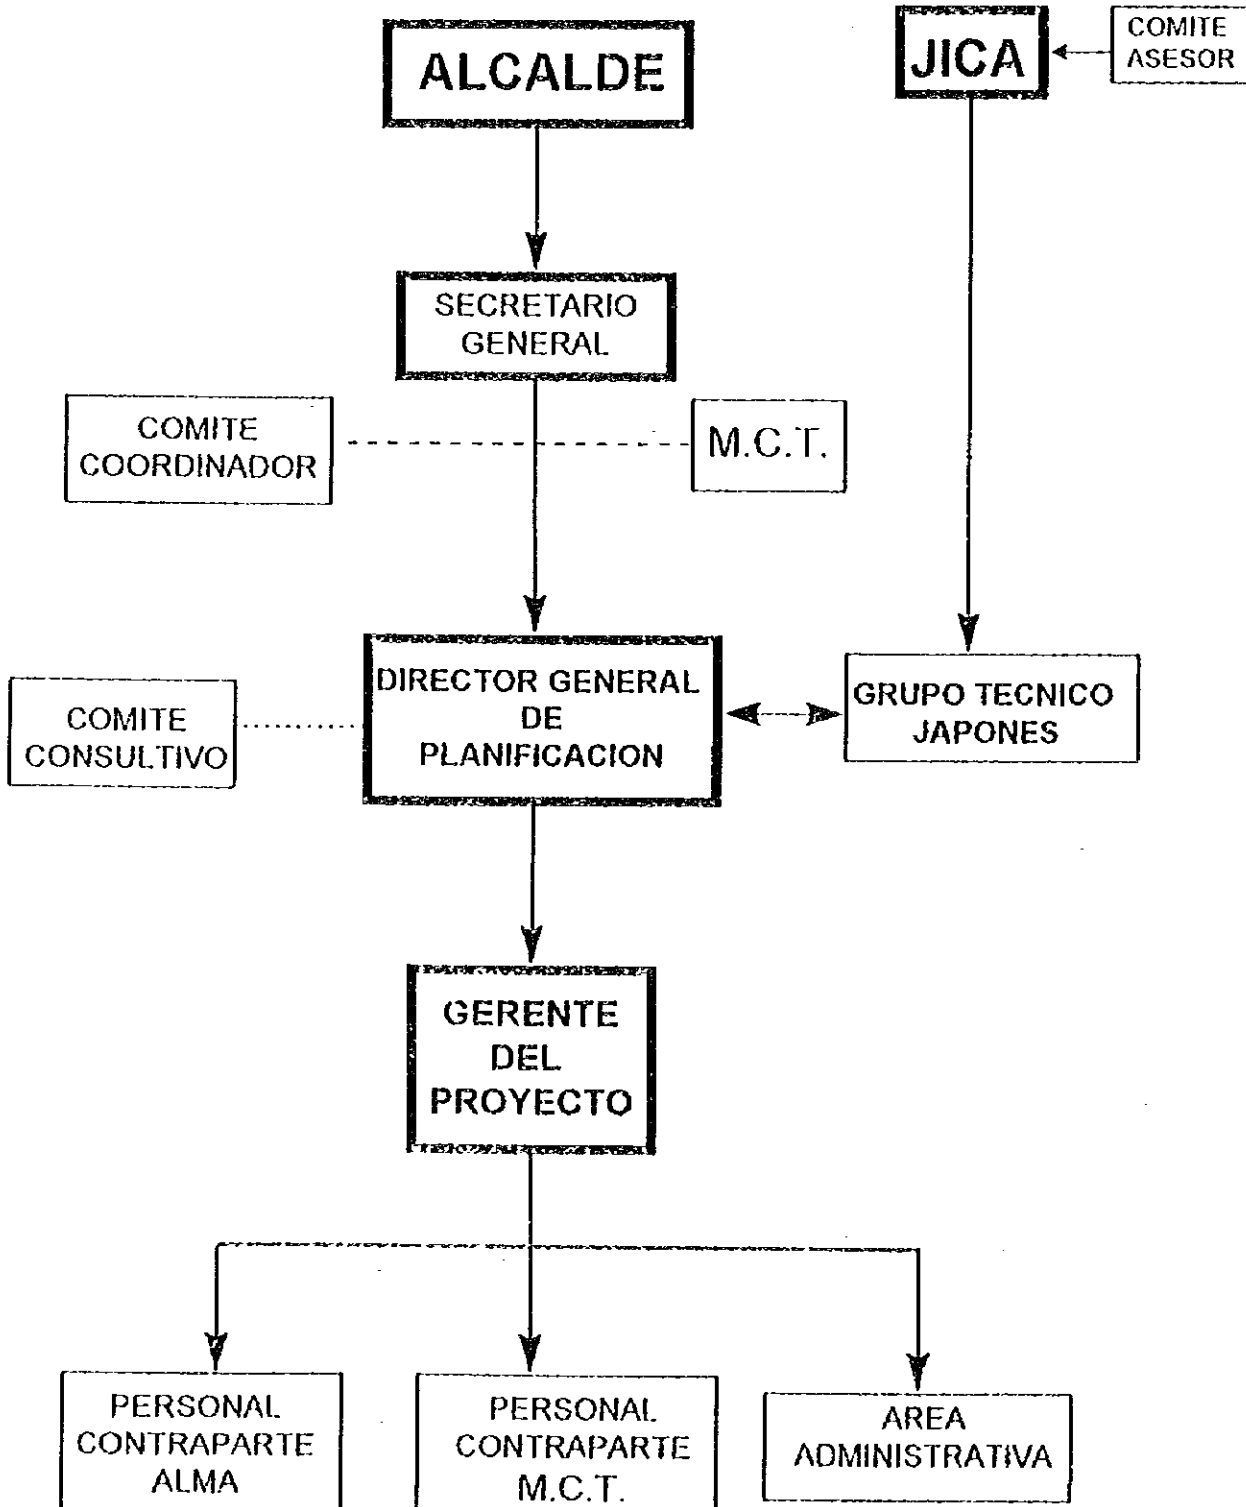 ALCALDE
JICA
COMITE
ASESOR
SECRETARIO
GENERAL
COMITE
COORDINADOR
M.C.T.
DIRECTOR GENERAL
DE
PLANIFICACION
GRUPO TECNICO
JAPONES
COMITE
CONSULTIVO
GERENTE
DEL
PROYECTO
PERSONAL
CONTRAPARTE
ALMA
PERSONAL
CONTRAPARTE
M.C.T.
AREA
ADMINISTRATIVA